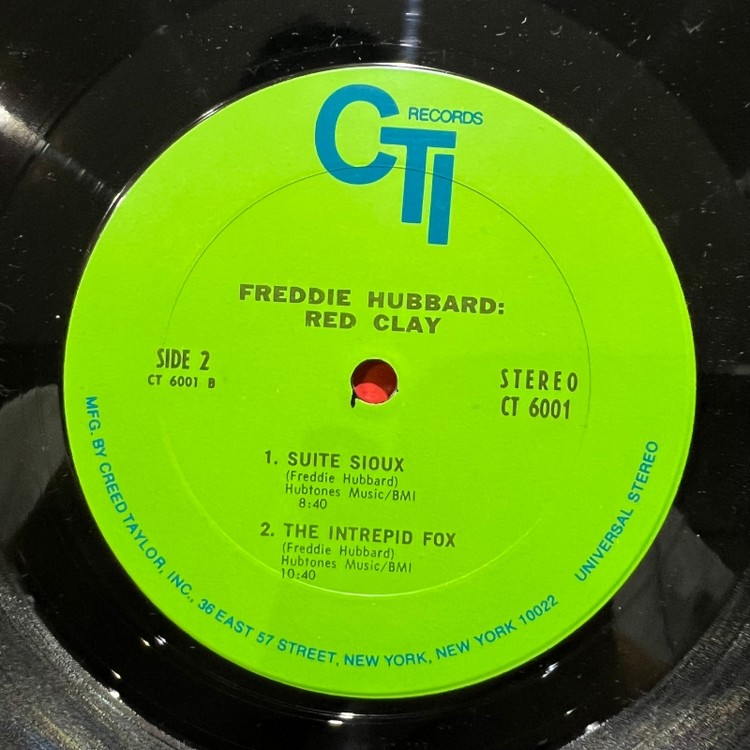 CTI RECORDS
FREDDIE HUBBARD:
RED CLAY
SIDE 2
CT 6001 B
STEREO
CT 6001
1. SUITE SIOUX
(Freddie Hubbard)
Hubtones Music/BMI
8:40
2. THE INTREPID FOX
(Freddie Hubbard)
Hubtones Music/BMI
10:40
MFG. BY CREED TAYLOR, INC., 36 EAST 57 STREET, NEW YORK, NEW YORK 10022
UNIVERSAL STEREO